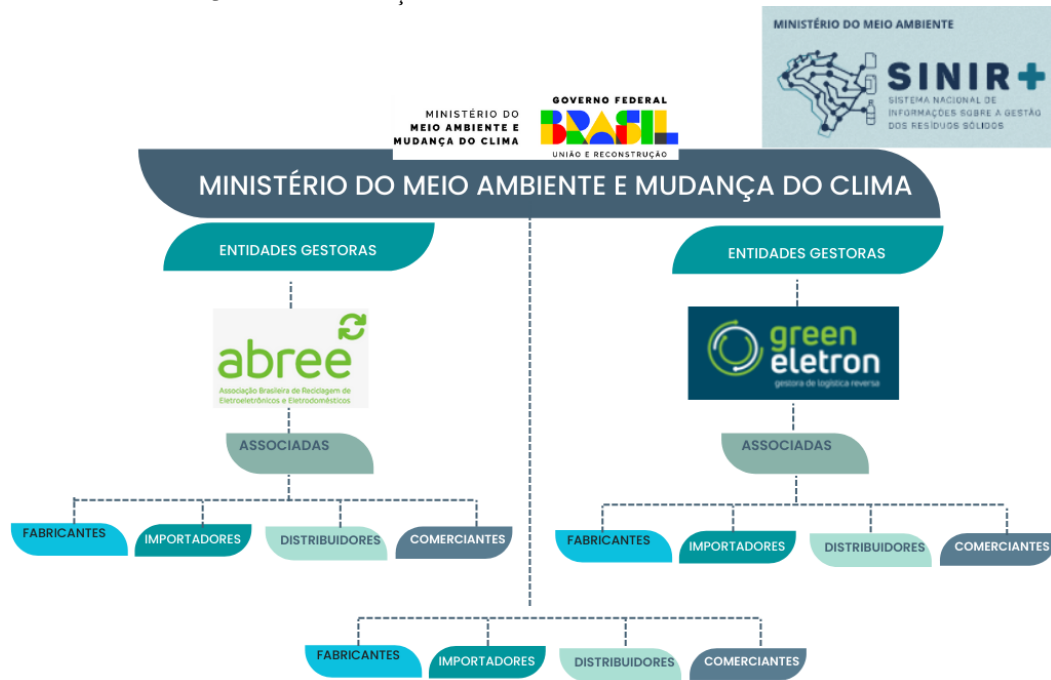 MINISTÉRIO DO MEIO AMBIENTE
SINIR+
SISTEMA NACIONAL DE
INFORMAÇÕES SOBRE A GESTÃO
DOS RESÍDUOS SÓLIDOS
MINISTÉRIO DO
MEIO AMBIENTE E
MUDANÇA DO CLIMA
GOVERNO FEDERAL
BRASIL
UNIÃO E RECONSTRUÇÃO
MINISTÉRIO DO MEIO AMBIENTE E MUDANÇA DO CLIMA
ENTIDADES GESTORAS
abree
Associação Brasileira de Reciclagem de
Eletroeletrônicos e Eletrodomésticos
ASSOCIADAS
FABRICANTES
IMPORTADORES
DISTRIBUIDORES
COMERCIANTES
ENTIDADES GESTORAS
green
eletron
gestora de logística reversa
ASSOCIADAS
FABRICANTES
IMPORTADORES
DISTRIBUIDORES
COMERCIANTES
FABRICANTES
IMPORTADORES
DISTRIBUIDORES
COMERCIANTES